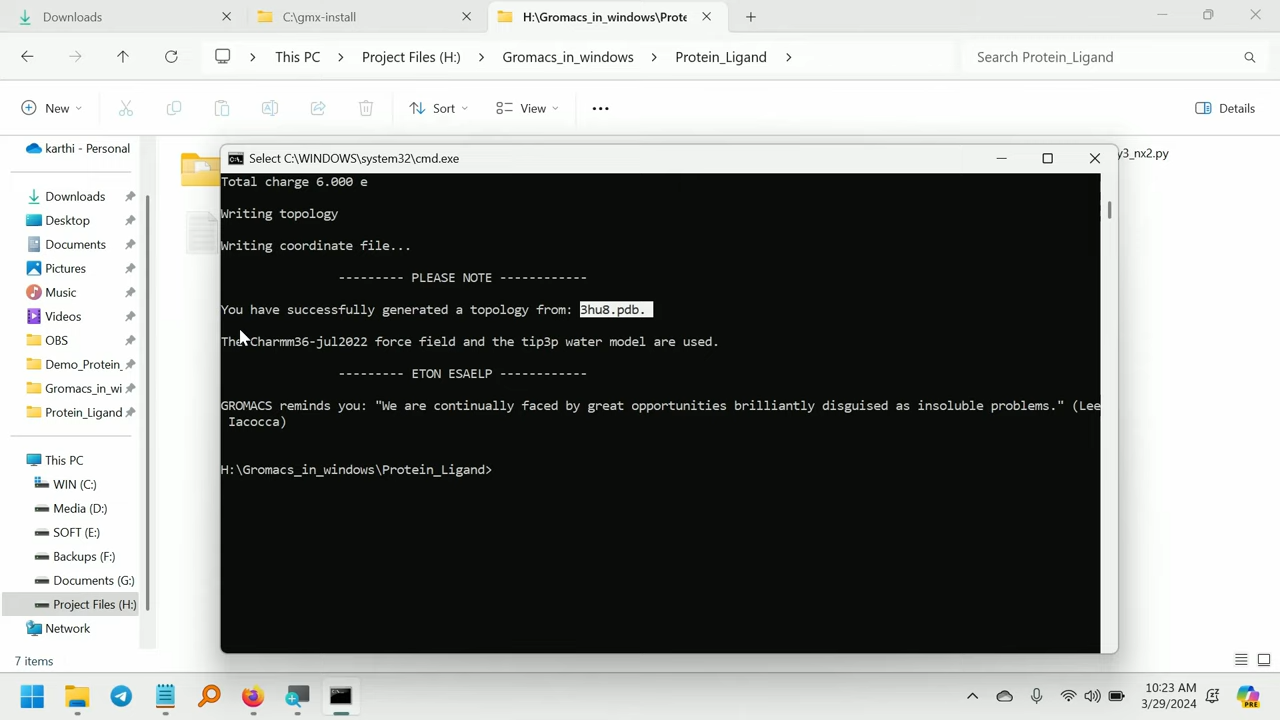 Downloads
C:\gmx-install
H:\Gromacs_in_windows\Prote
This PC
Project Files (H:)
Gromacs_in_windows
Protein_Ligand
Search Protein_Ligand
New
Sort
View
Details
karthi - Personal
Downloads
Desktop
Documents
Pictures
Music
Videos
OBS
Demo_Protein_
Gromacs_in_wi
Protein_Ligand
This PC
WIN (C:)
Media (D:)
SOFT (E:)
Backups (F:)
Documents (G:)
Project Files (H:)
Network
y3_nx2.py
Select C:\WINDOWS\system32\cmd.exe
Total charge 6.000 e
Writing topology
Writing coordinate file...
--------- PLEASE NOTE ------------
You have successfully generated a topology from: 3hu8.pdb.
The Charmm36-jul2022 force field and the tip3p water model are used.
--------- ETON ESAELP ------------
GROMACS reminds you: "We are continually faced by great opportunities brilliantly disguised as insoluble problems." (Lee
Iacocca)
H:\Gromacs_in_windows\Protein_Ligand>
7 items
10:23 AM
3/29/2024
PRE